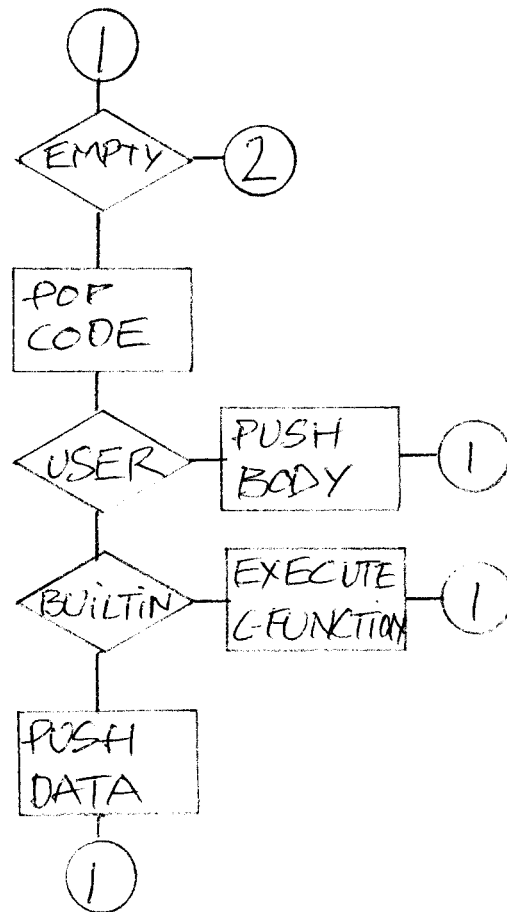 1
EMPTY
2
POP
CODE
USER
PUSH
BODY
1
BUiLTiN
EXECUTE
C-FUNCTION
1
PUSH
DATA
1